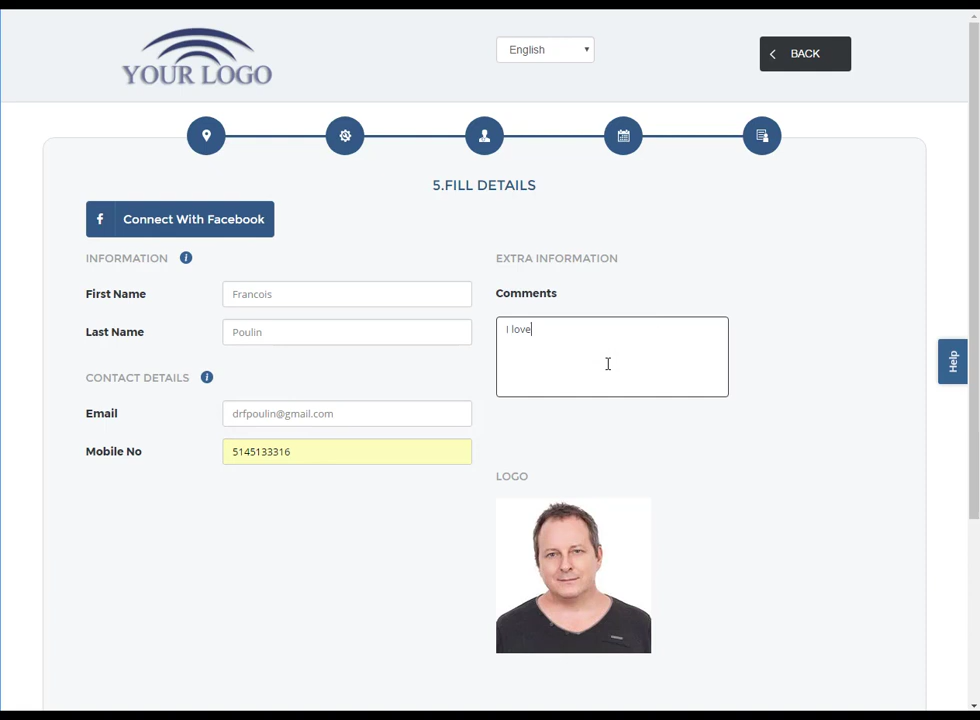 YOUR LOGO
English
BACK
5.FILL DETAILS
f Connect With Facebook
INFORMATION i
First Name Francois
Last Name Poulin
CONTACT DETAILS i
Email drfpoulin@gmail.com
Mobile No 5145133316
EXTRA INFORMATION
Comments
I love
LOGO
Help